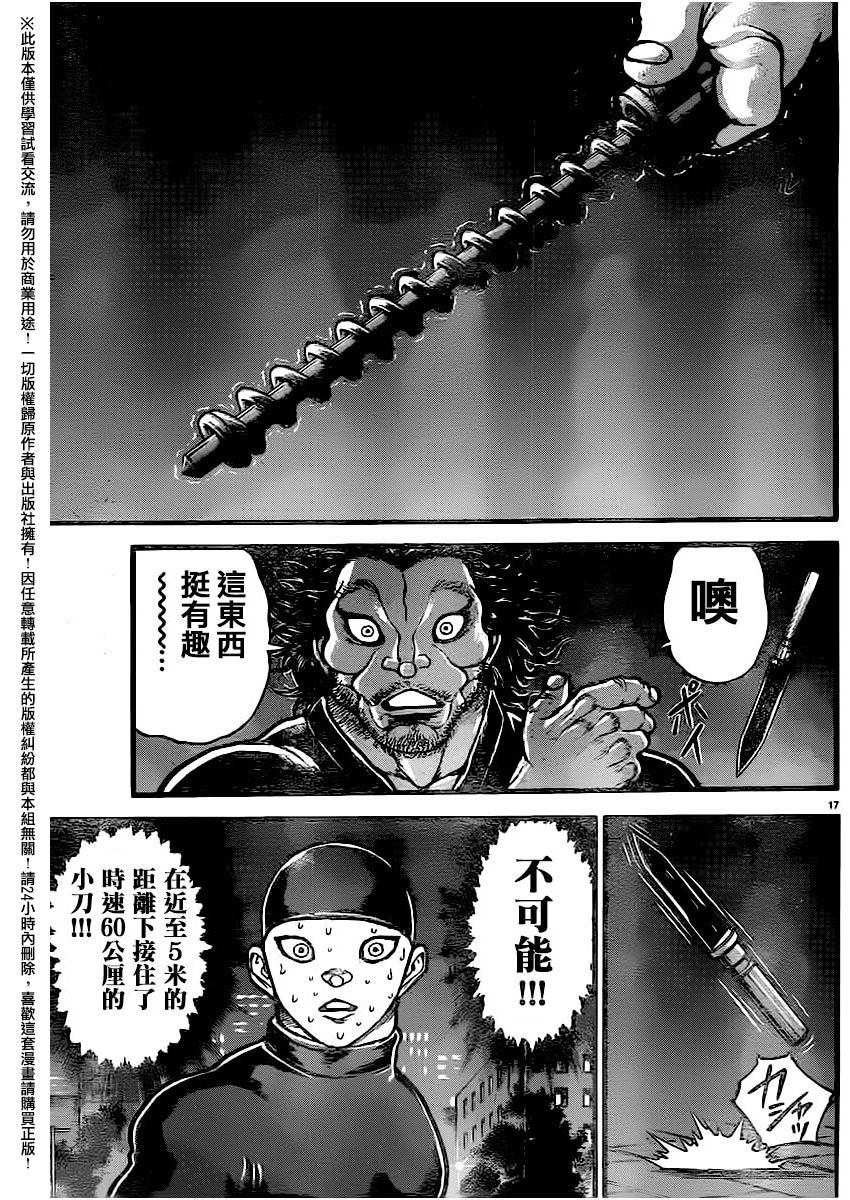 ※此版本僅供學習試看交流，請勿用於商業用途！一切版權歸原作者與出版社擁有！因任意轉載所產生的版權糾紛都與本組無關！請24小時內刪除，喜歡這套漫畫請購買正版！
噢
ポイ
這東西
挺有趣
~~~~…
17
カシャッ
不可能!!!
在近至5米的
距離下接住了
時速60公厘的
小刀!!!